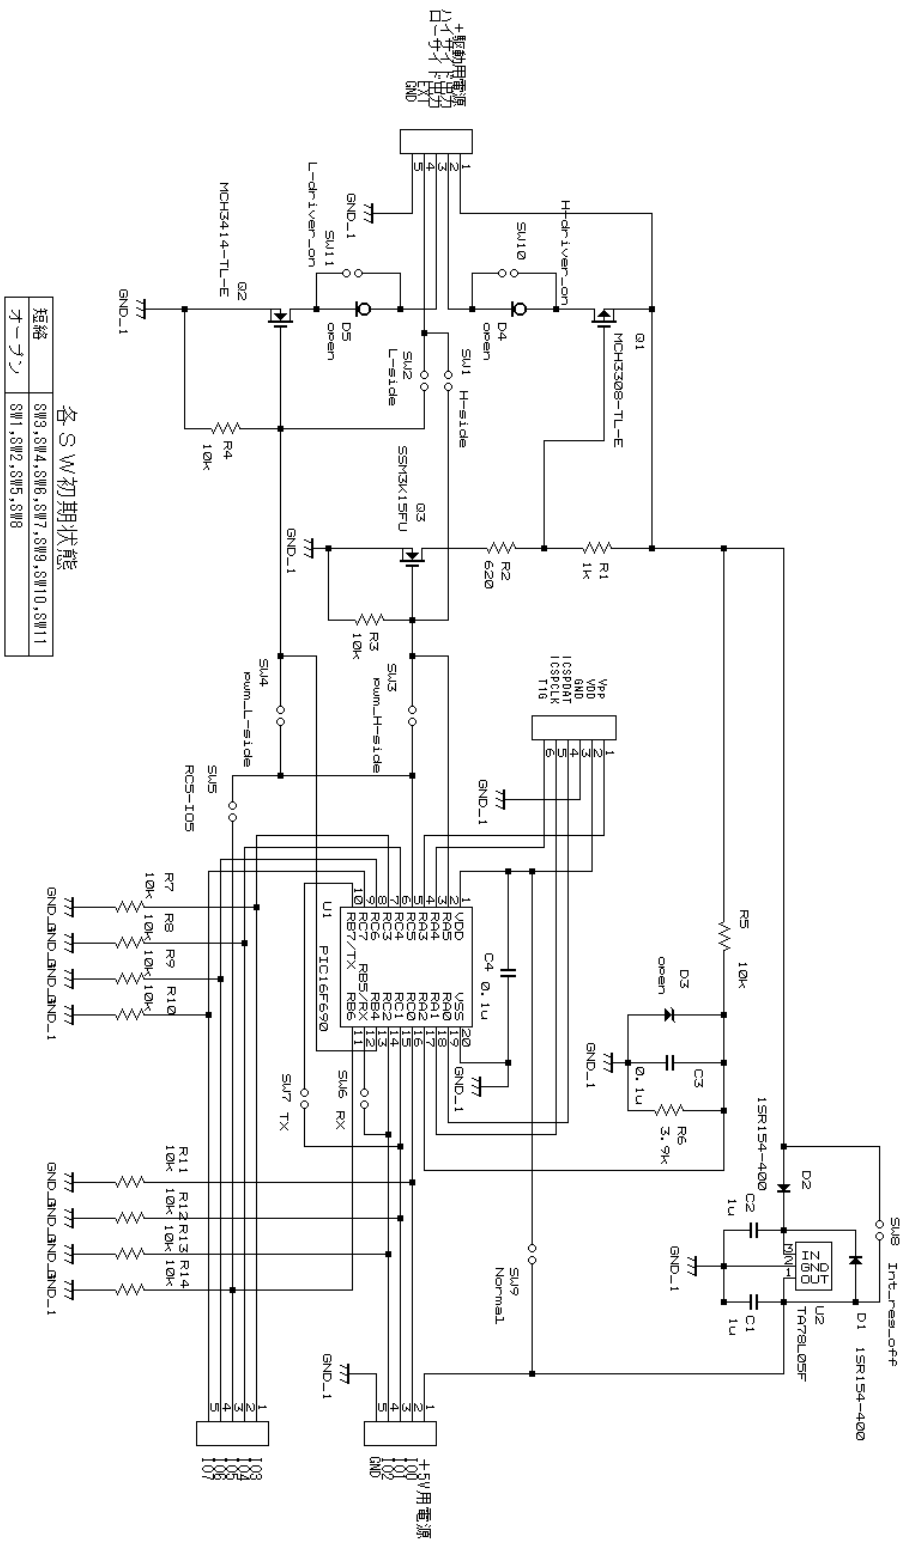 +駆動用電源
ハイサイド出力
ローサイド出力
EXT
GND
1
2
3
4
5
GND_1
H-driver_on
SW10
D4
open
Q1
MCH3308-TL-E
L-driver_on
SW11
D5
open
Q2
MCH3414-TL-E
GND_1
SW1 H-side
SW2
L-side
R4
10k
Q3
SSM3K15FU
GND_1
R3
10k
R2
620
R1
1k
SW3
pwm_H-side
SW4
pwm_L-side
SW5
RC5-IO5
Vpp
VDD
GND
ICSPDAT
ICSPCLK
T1G
1
2
3
4
5
6
GND_1
R5
10k
D3
open
C3
0.1u
R6
3.9k
GND_1
U1
PIC16F690
1
2
3
4
5
6
7
8
9
10
VDD
RA5
RA4
RA3
RC5
RC4
RC3
RC6
RC7
RB7/TX
VSS
RA0
RA1
RA2
RC0
RC1
RC2
RB4
RB5/RX
RB6
20
19
18
17
16
15
14
13
12
11
C4 0.1u
GND_1
SW6 RX
SW7 TX
R7
10k
R8
10k
R9
10k
R10
10k
GND_1
R11
10k
R12
10k
R13
10k
R14
10k
GND_1
D2
1SR154-400
SW8 Int_reg_off
C2
1u
3
2
1
IN
GND
OUT
U2
TA78L05F
D1 1SR154-400
C1
1u
GND_1
SW9
Normal
GND_1
1
2
3
4
5
+5V用電源
IO0
IO1
IO2
GND
1
2
3
4
5
IO3
IO4
IO5
IO6
IO7
各SW初期状態
短絡 SW3,SW4,SW6,SW7,SW9,SW10,SW11
オープン SW1,SW2,SW5,SW8